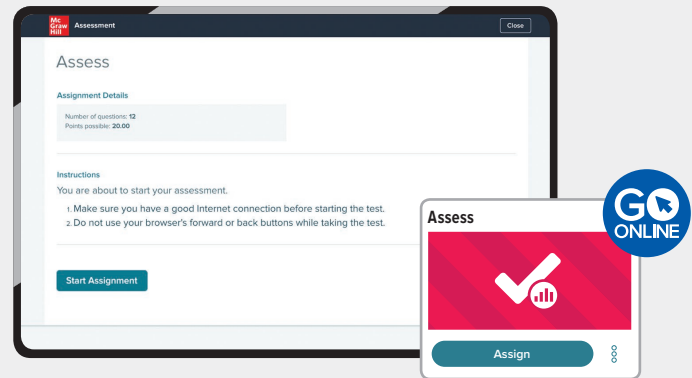 Mc
Graw
Hill
Assessment
Close
Assess
Assignment Details
Number of questions: 12
Points possible: 20.00
Instructions
You are about to start your assessment.
1. Make sure you have a good Internet connection before starting the test.
2. Do not use your browser's forward or back buttons while taking the test.
Start Assignment
Assess
Assign
GO
ONLINE